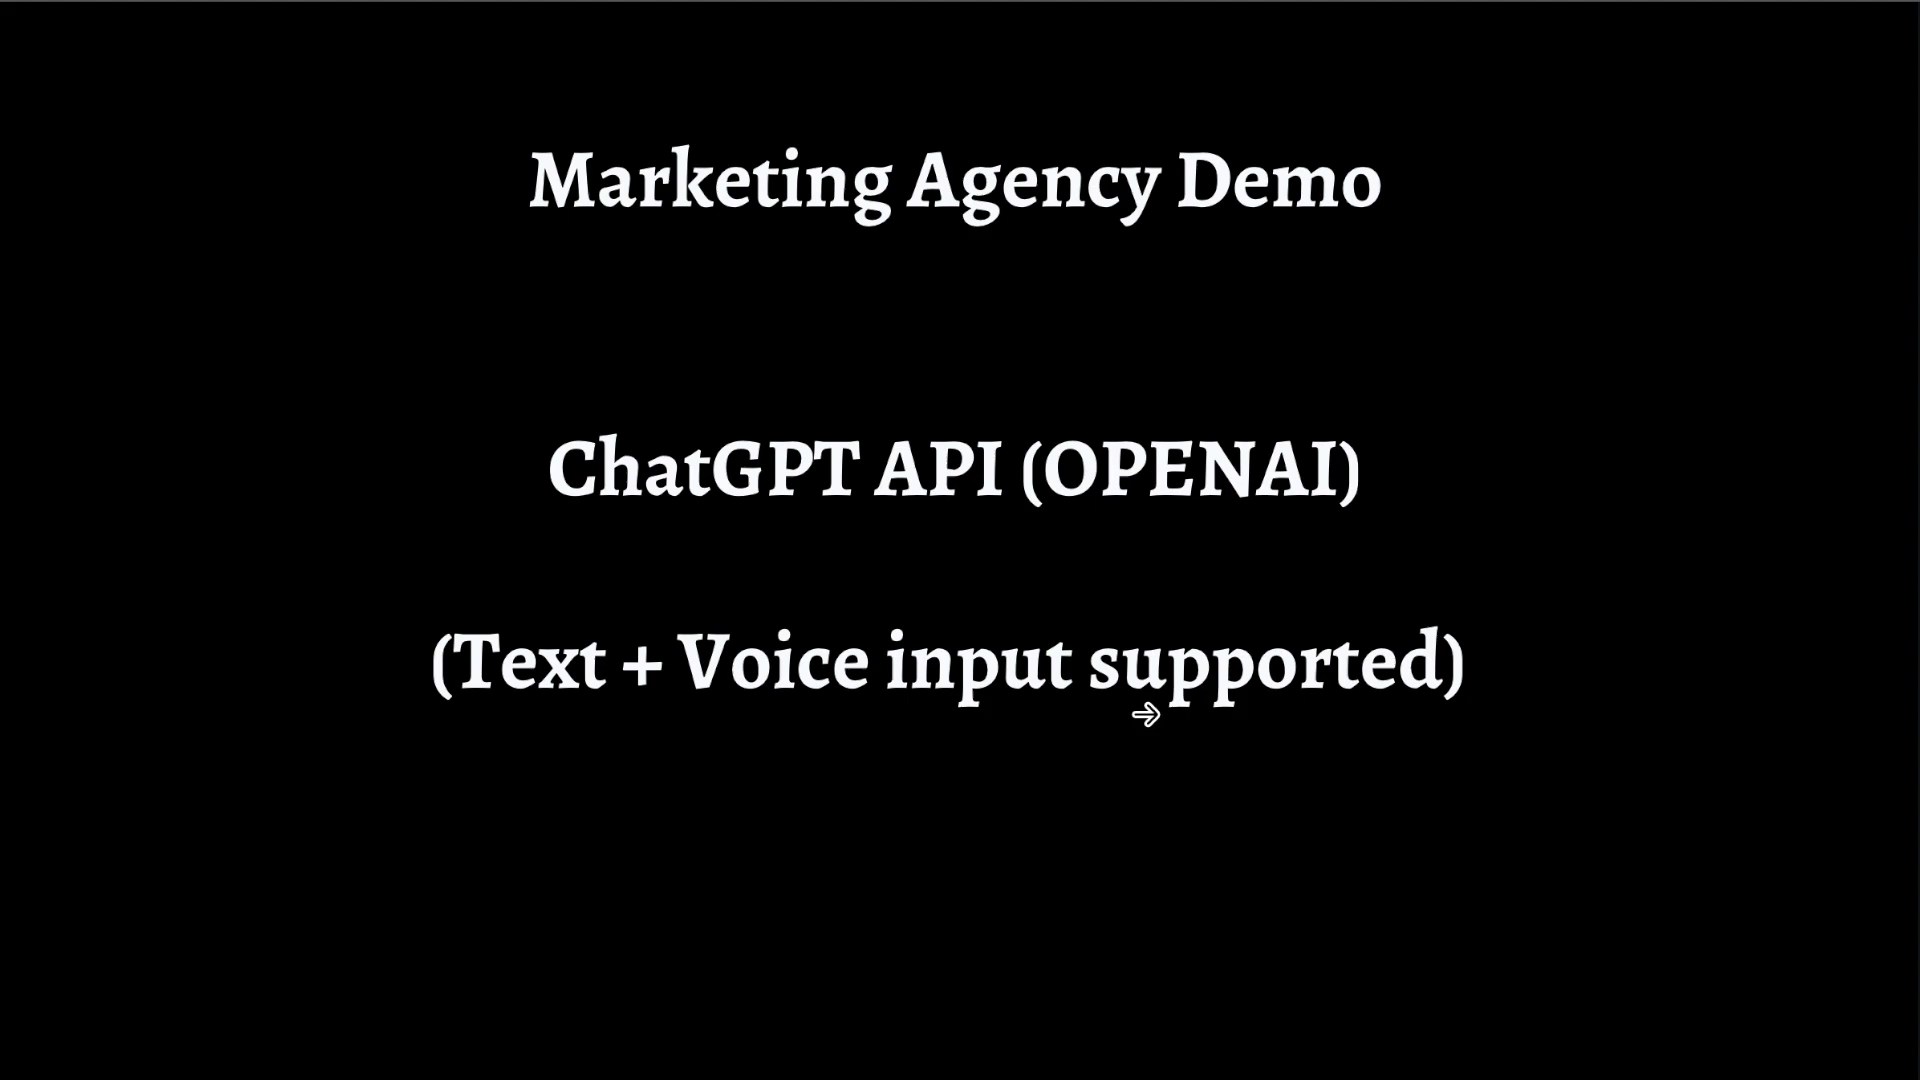 Marketing Agency Demo
ChatGPT API (OPENAI)
(Text + Voice input supported)